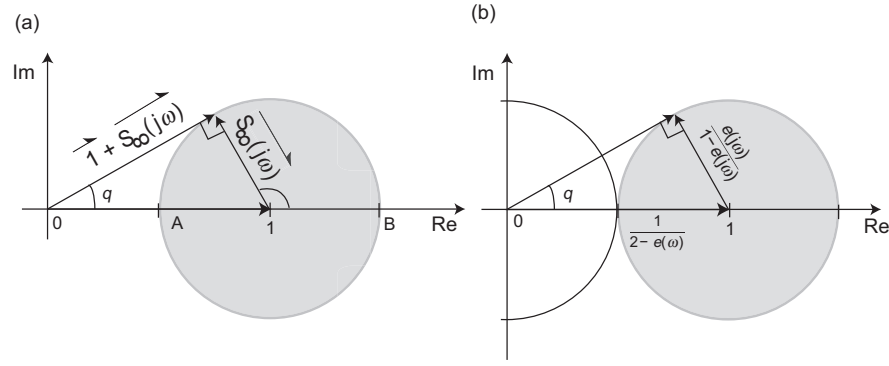 (a)
Im
1 + S∞(jω)
S∞(jω)
q
0
A
1
B
Re
(b)
Im
e(jω)
1 − e(jω)
q
0
1
2 − e(ω)
1
Re